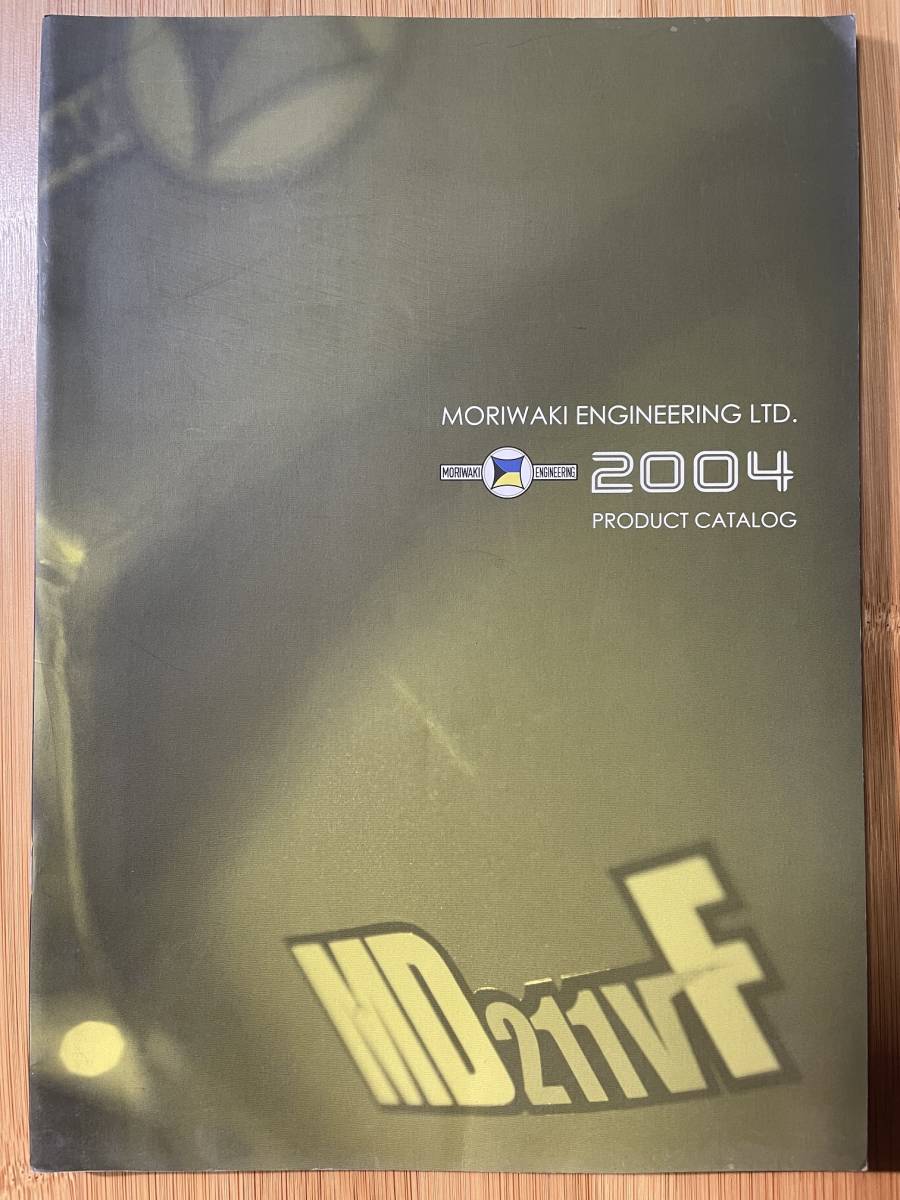 MORIWAKI ENGINEERING LTD.
MORIWAKI ENGINEERING 2004
PRODUCT CATALOG
MD211VF